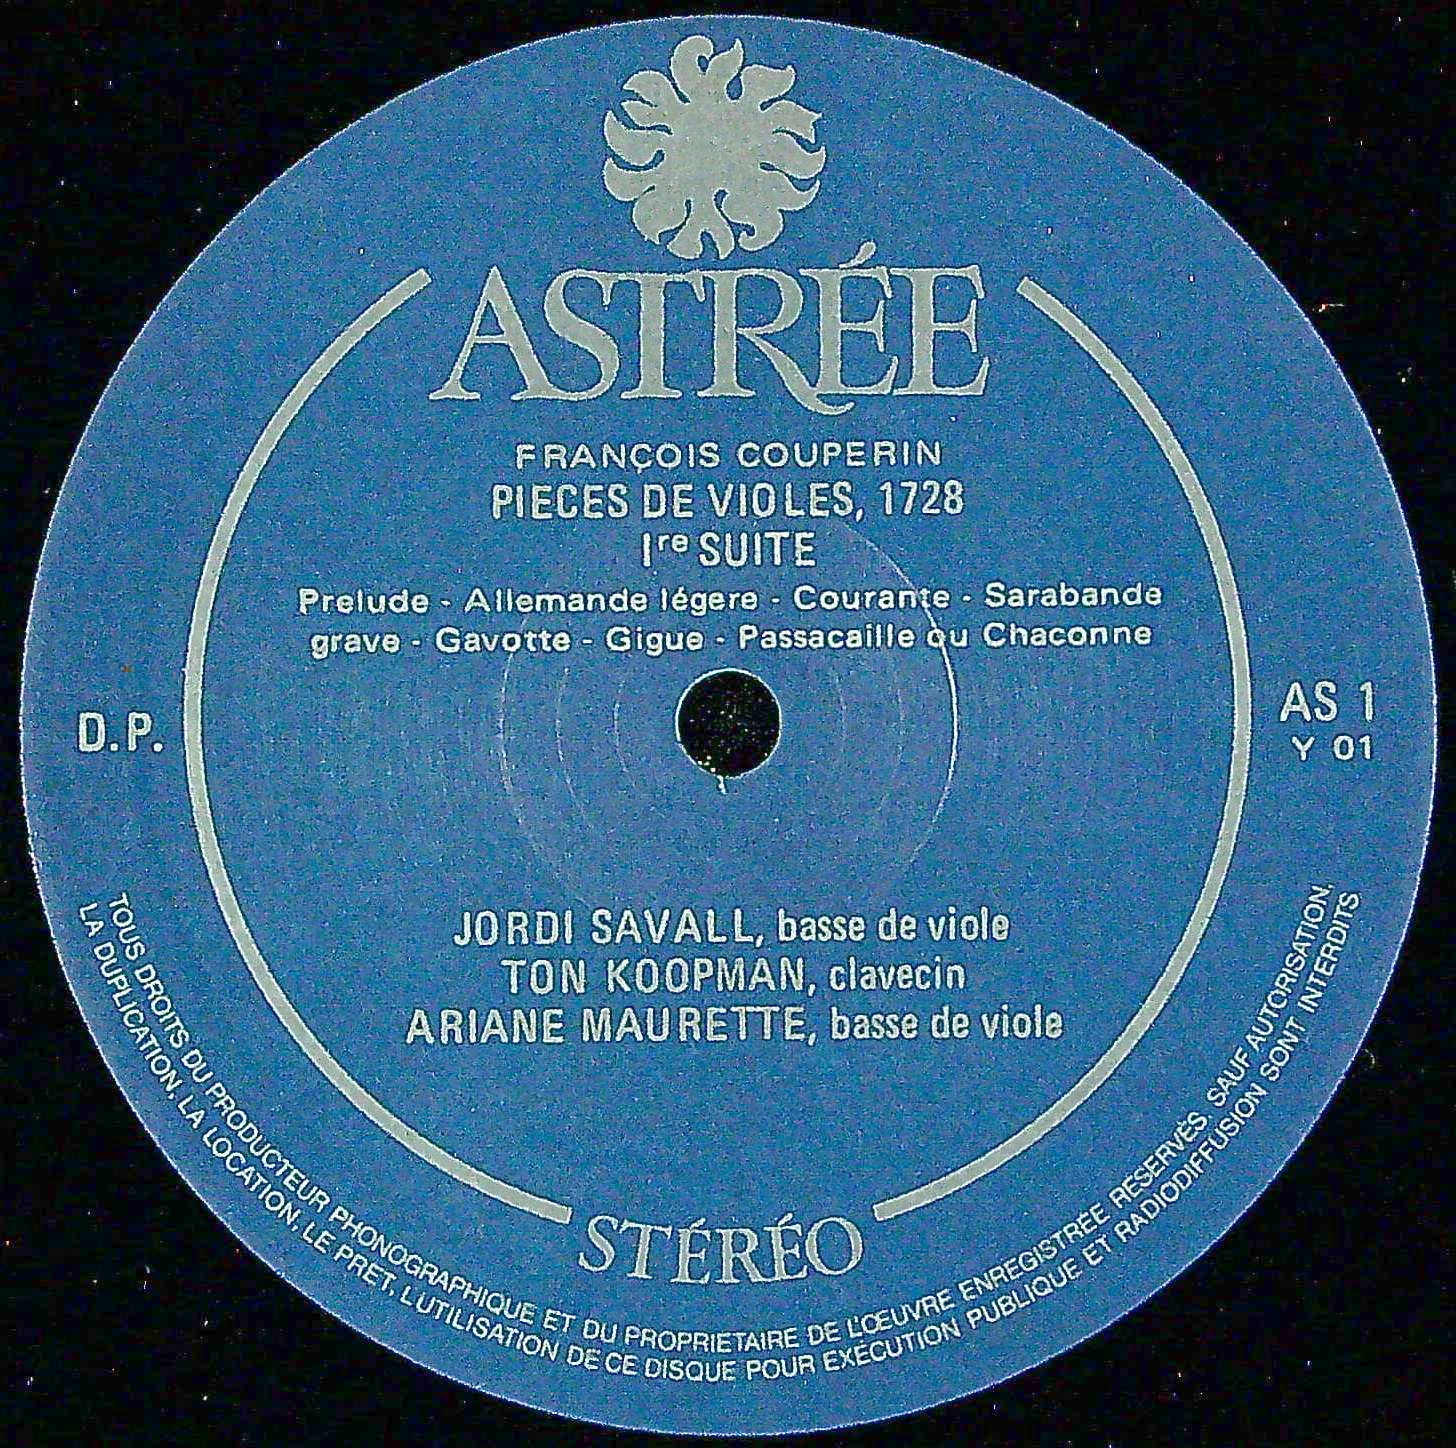 ASTRÉE
FRANÇOIS COUPERIN
PIECES DE VIOLES, 1728
Iʳᵉ SUITE
Prelude - Allemande légere - Courante - Sarabande
grave - Gavotte - Gigue - Passacaille ou Chaconne
D.P.
AS 1
Y 01
JORDI SAVALL, basse de viole
TON KOOPMAN, clavecin
ARIANE MAURETTE, basse de viole
STÉRÉO
TOUS DROITS DU PRODUCTEUR PHONOGRAPHIQUE ET DU PROPRIETAIRE DE L'ŒUVRE ENREGISTRÉE RESERVÉS SAUF AUTORISATION.
LA DUPLICATION, LA LOCATION, LE PRET, L'UTILISATION DE CE DISQUE POUR EXÉCUTION PUBLIQUE ET RADIODIFFUSION SONT INTERDITS